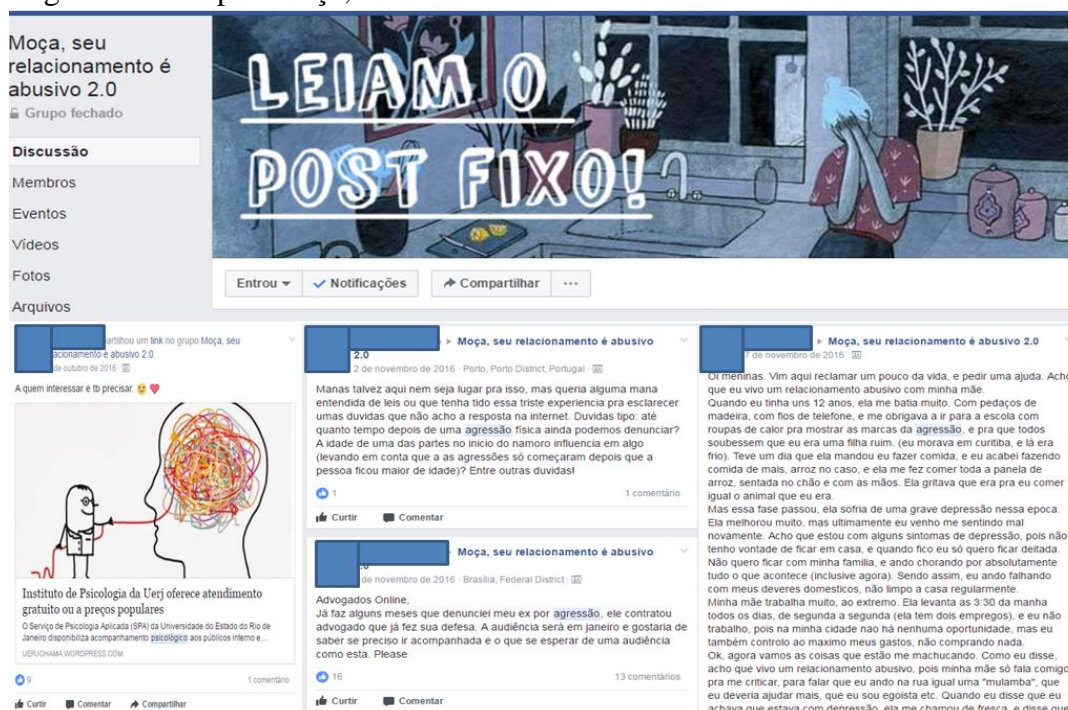 Moça, seu
relacionamento é
abusivo 2.0
Grupo fechado
Discussão
Membros
Eventos
Vídeos
Fotos
Arquivos
LEIAM O
POST FIXO!
Entrou
Notificações
Compartilhar
artilhou um link no grupo Moça, seu
acionamento é abusivo 2.0.
de outubro de 2016
A quem interessar e tb precisar.
Instituto de Psicologia da Uerj oferece atendimento
gratuito ou a preços populares
O Serviço de Psicologia Aplicada (SPA) da Universidade do Estado do Rio de
Janeiro disponibiliza acompanhamento psicológico aos públicos interno e...
UERJCHAMA.WORDPRESS.COM
9
1 comentário
Curtir Comentar Compartilhar
Moça, seu relacionamento é abusivo
2.0
2 de novembro de 2016 · Porto, Porto District, Portugal ·
Manas talvez aqui nem seja lugar pra isso, mas queria alguma mana
entendida de leis ou que tenha tido essa triste experiencia pra esclarecer
umas duvidas que não acho a resposta na internet. Duvidas tipo: até
quanto tempo depois de uma agressão física ainda podemos denunciar?
A idade de uma das partes no inicio do namoro influencia em algo
(levando em conta que a as agressões só começaram depois que a
pessoa ficou maior de idade)? Entre outras duvidas!
1
1 comentário
Curtir Comentar
Moça, seu relacionamento é abusivo
de novembro de 2016 · Brasília, Federal District ·
Advogados Online,
Já faz alguns meses que denunciei meu ex por agressão, ele contratou
advogado que já fez sua defesa. A audiência será em janeiro e gostaria de
saber se preciso ir acompanhada e o que se esperar de uma audiência
como esta. Please
16
13 comentários
Curtir Comentar
Moça, seu relacionamento é abusivo 2.0
7 de novembro de 2016 ·
Oi meninas. Vim aqui reclamar um pouco da vida, e pedir uma ajuda. Acho
que eu vivo um relacionamento abusivo com minha mãe.
Quando eu tinha uns 12 anos, ela me batia muito. Com pedaços de
madeira, com fios de telefone, e me obrigava a ir para a escola com
roupas de calor pra mostrar as marcas da agressão, e pra que todos
soubessem que eu era uma filha ruim. (eu morava em curitiba, e lá era
frio). Teve um dia que ela mandou eu fazer comida, e eu acabei fazendo
comida de mais, arroz no caso, e ela me fez comer toda a panela de
arroz, sentada no chão e com as mãos. Ela gritava que era pra eu comer
igual o animal que eu era.
Mas essa fase passou, ela sofria de uma grave depressão nessa epoca.
Ela melhorou muito, mas ultimamente eu venho me sentindo mal
novamente. Acho que estou com alguns sintomas de depressão, pois não
tenho vontade de ficar em casa, e quando fico eu só quero ficar deitada.
Não quero ficar com minha familia, e ando chorando por absolutamente
tudo o que acontece (inclusive agora). Sendo assim, eu ando falhando
com meus deveres domesticos, não limpo a casa regularmente.
Minha mãe trabalha muito, ao extremo. Ela levanta as 3:30 da manha
todos os dias, de segunda a segunda (ela tem dois empregos), e eu não
trabalho, pois na minha cidade nao há nenhuma oportunidade, mas eu
também controlo ao maximo meus gastos, não comprando nada.
Ok, agora vamos as coisas que estão me machucando. Como eu disse,
acho que vivo um relacionamento abusivo, pois minha mãe só fala comigo
pra me criticar, para falar que eu ando na rua igual uma "mulamba", que
eu deveria ajudar mais, que eu sou egoista etc. Quando eu disse que eu
achava que estava com depressão, ela me chamou de fresca, e disse que